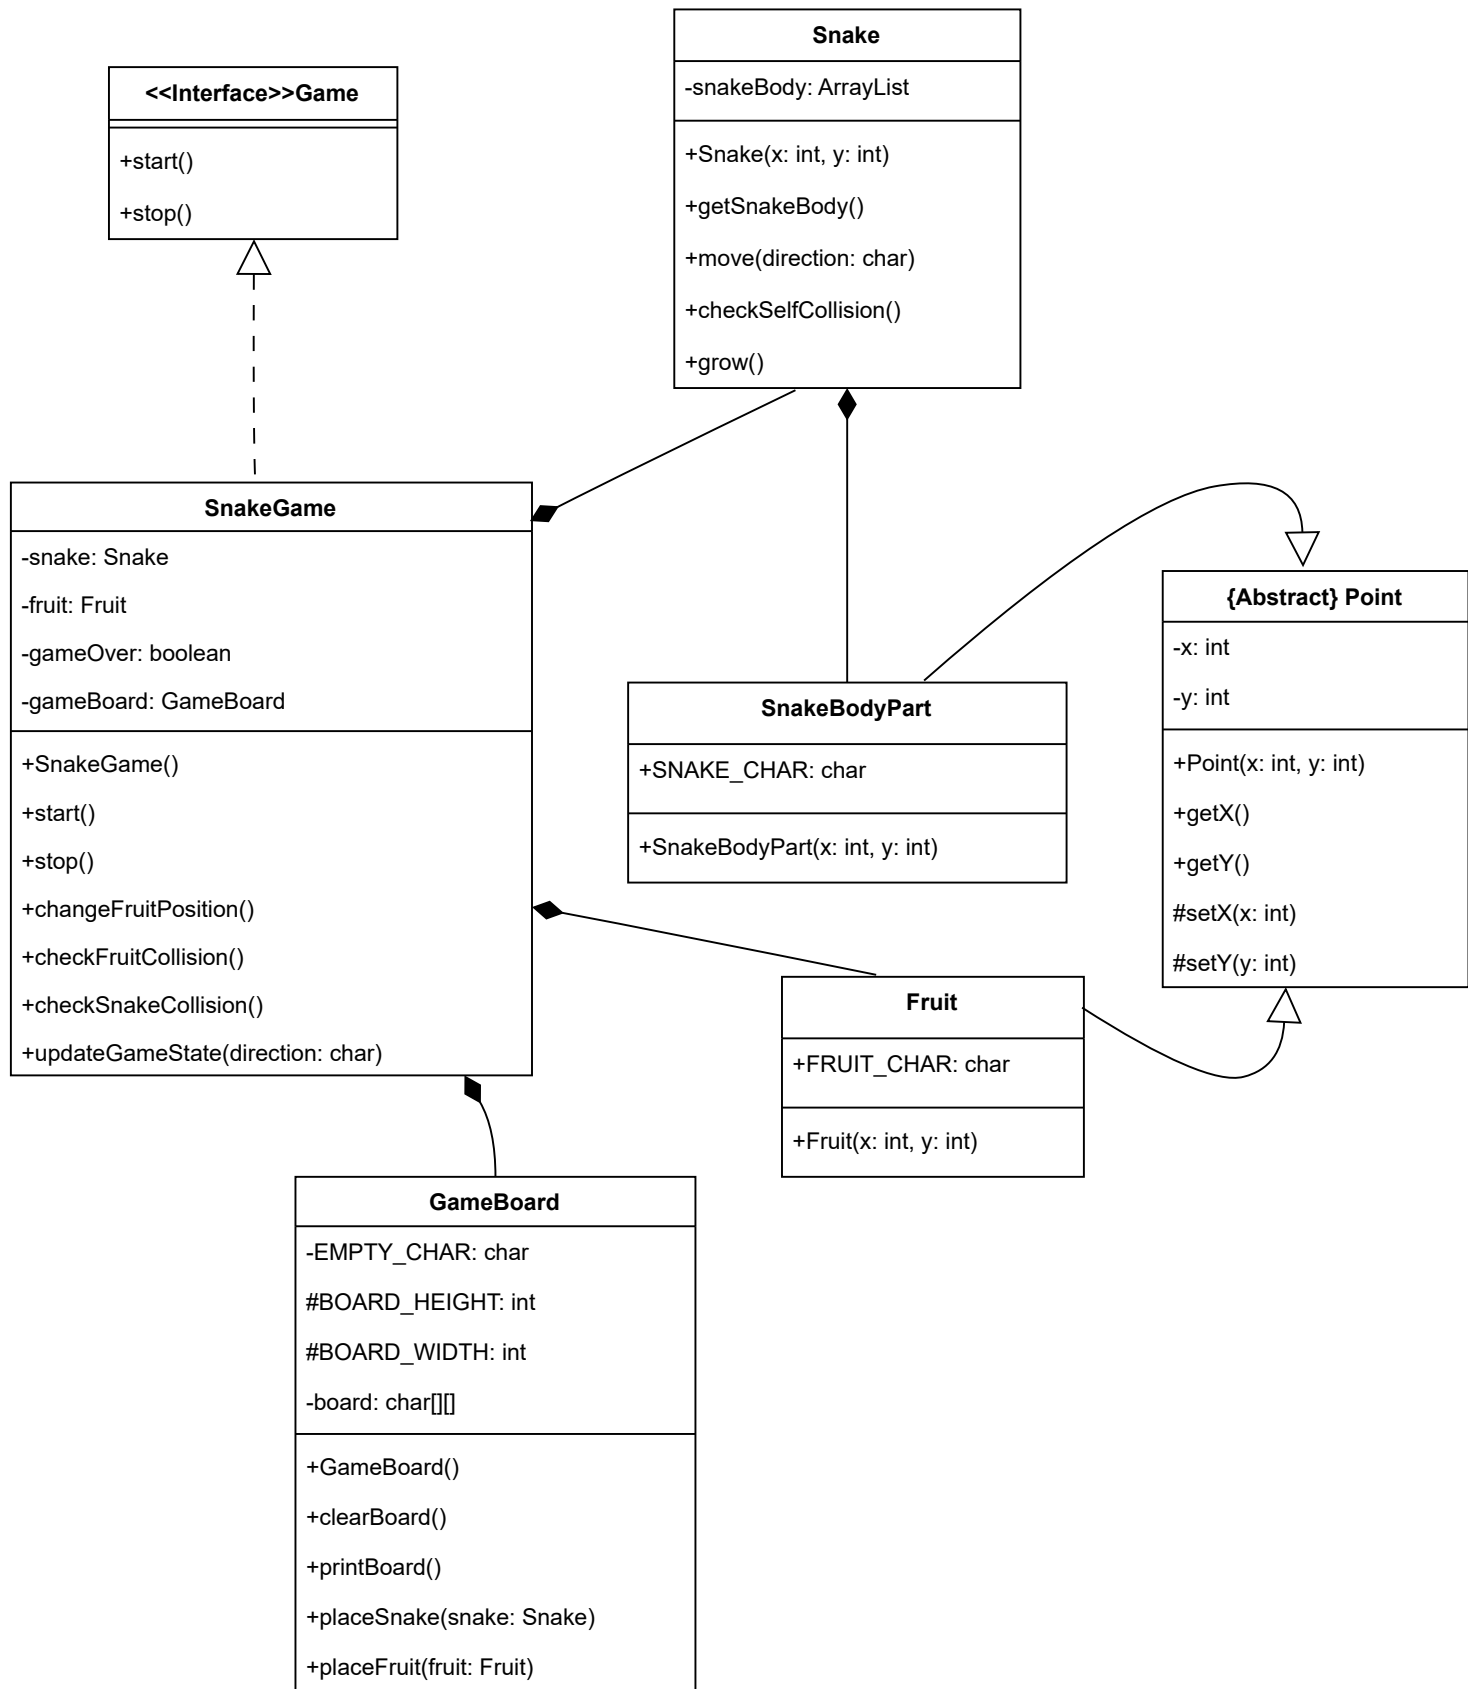 <<Interface>>Game
+start()
+stop()
Snake
-snakeBody: ArrayList
+Snake(x: int, y: int)
+getSnakeBody()
+move(direction: char)
+checkSelfCollision()
+grow()
SnakeGame
-snake: Snake
-fruit: Fruit
-gameOver: boolean
-gameBoard: GameBoard
+SnakeGame()
+start()
+stop()
+changeFruitPosition()
+checkFruitCollision()
+checkSnakeCollision()
+updateGameState(direction: char)
SnakeBodyPart
+SNAKE_CHAR: char
+SnakeBodyPart(x: int, y: int)
{Abstract} Point
-x: int
-y: int
+Point(x: int, y: int)
+getX()
+getY()
#setX(x: int)
#setY(y: int)
Fruit
+FRUIT_CHAR: char
+Fruit(x: int, y: int)
GameBoard
-EMPTY_CHAR: char
#BOARD_HEIGHT: int
#BOARD_WIDTH: int
-board: char[][]
+GameBoard()
+clearBoard()
+printBoard()
+placeSnake(snake: Snake)
+placeFruit(fruit: Fruit)